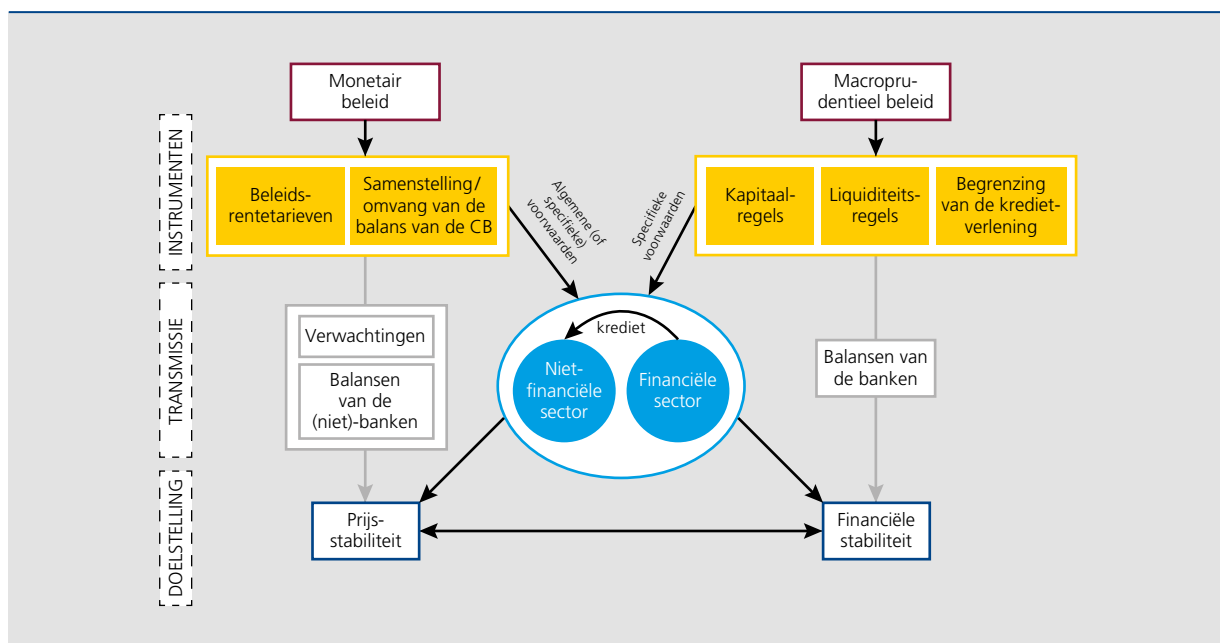 Monetair
beleid
Macropru-
dentieel beleid
INSTRUMENTEN
Beleids-
rentetarieven
Samenstelling/
omvang van de
balans van de CB
Algemene (of
specifieke)
voorwaarden
Specifieke
voorwaarden
Kapitaal-
regels
Liquiditeits-
regels
Begrenzing
van de krediet-
verlening
TRANSMISSIE
Verwachtingen
Balansen
van de
(niet)-banken
krediet
Niet-
financiële
sector
Financiële
sector
Balansen van
de banken
DOELSTELLING
Prijs-
stabiliteit
Financiële
stabiliteit